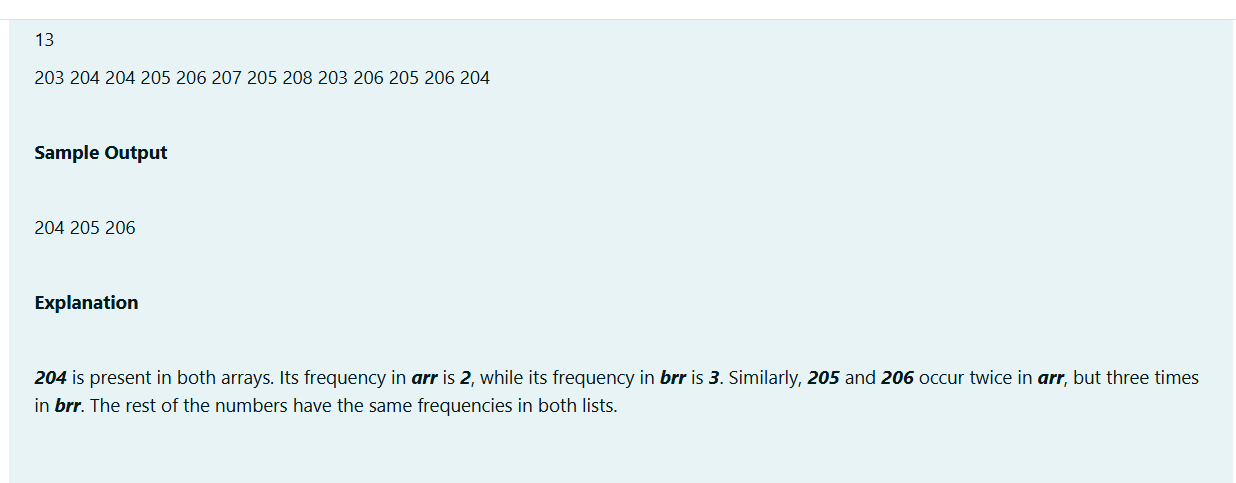 13
203 204 204 205 206 207 205 208 203 206 205 206 204
Sample Output
204 205 206
Explanation
204 is present in both arrays. Its frequency in arr is 2, while its frequency in brr is 3. Similarly, 205 and 206 occur twice in arr, but three times
in brr. The rest of the numbers have the same frequencies in both lists.